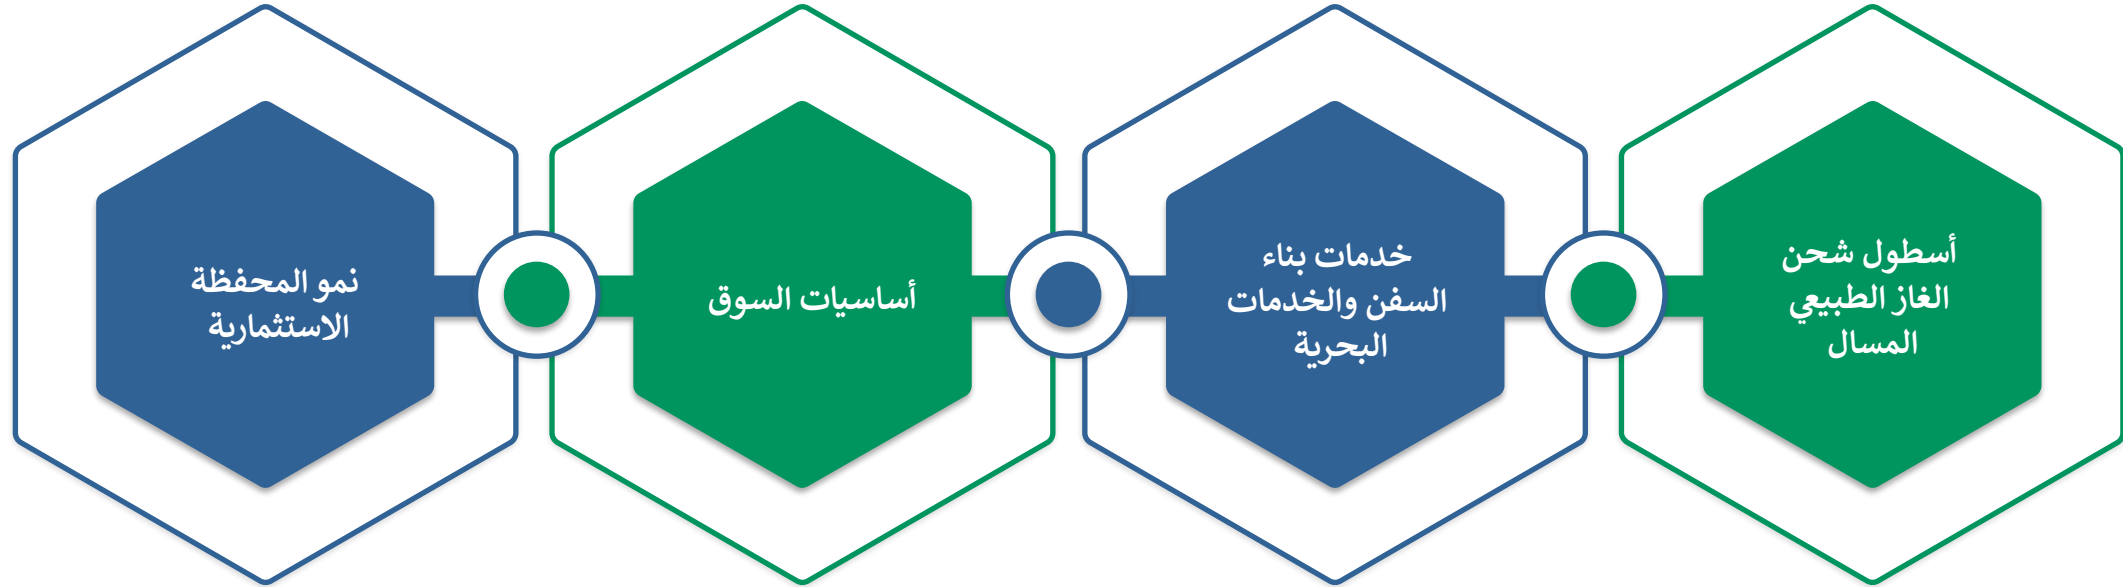 أسطول شحن
الغاز الطبيعي
المسال
خدمات بناء
السفن والخدمات
البحرية
أساسيات السوق
نمو المحفظة
الاستثمارية